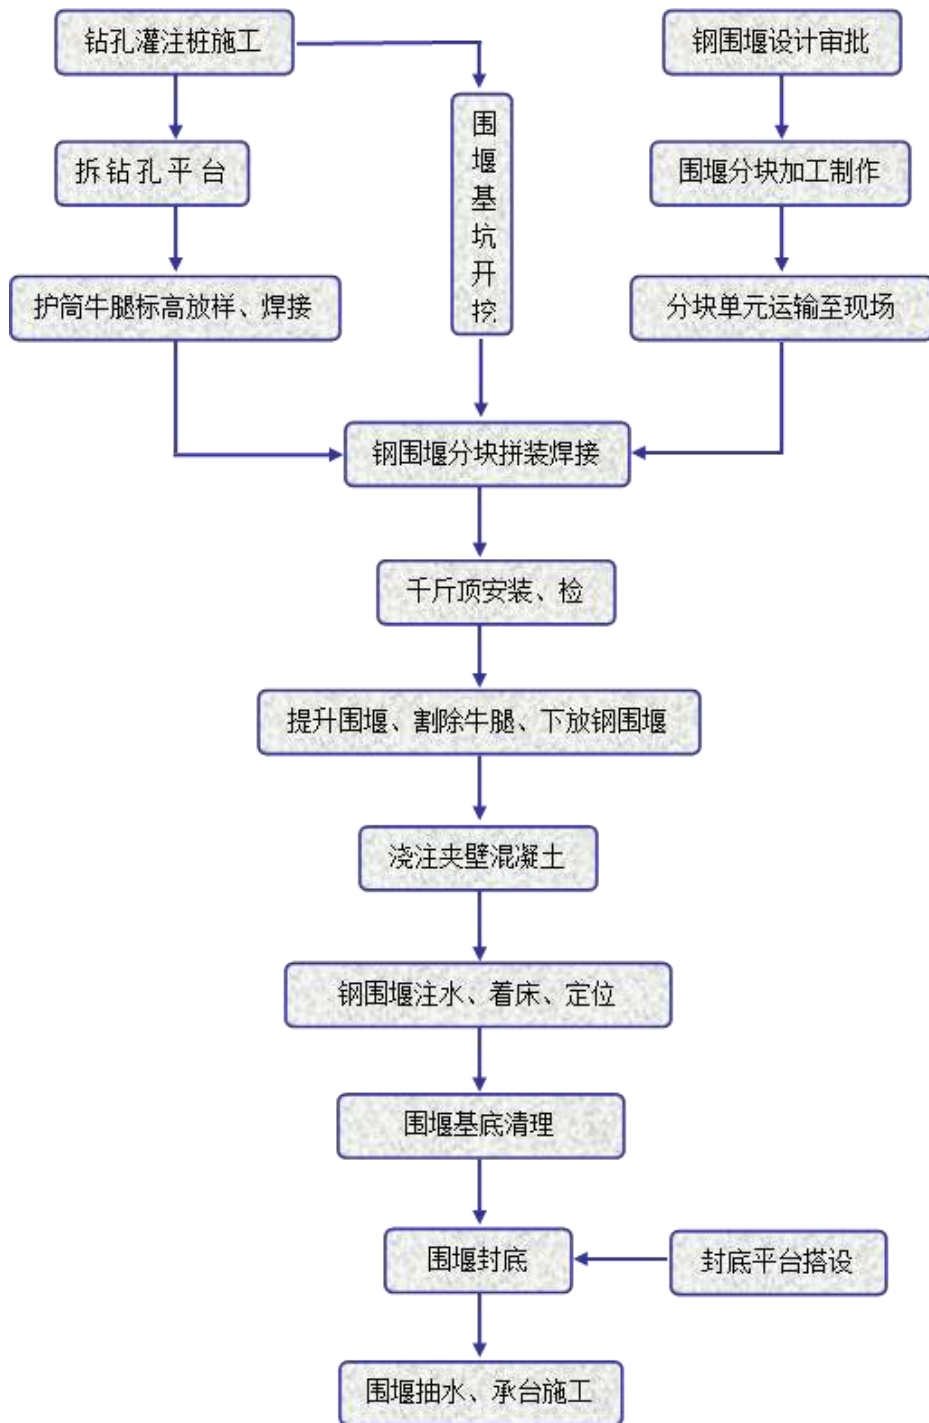 钻孔灌注桩施工
钢围堰设计审批
围堰基坑开挖
拆钻孔平台
围堰分块加工制作
护筒牛腿标高放样、焊接
分块单元运输至现场
钢围堰分块拼装焊接
千斤顶安装、检
提升围堰、割除牛腿、下放钢围堰
浇注夹壁混凝土
钢围堰注水、着床、定位
围堰基底清理
围堰封底
封底平台搭设
围堰抽水、承台施工